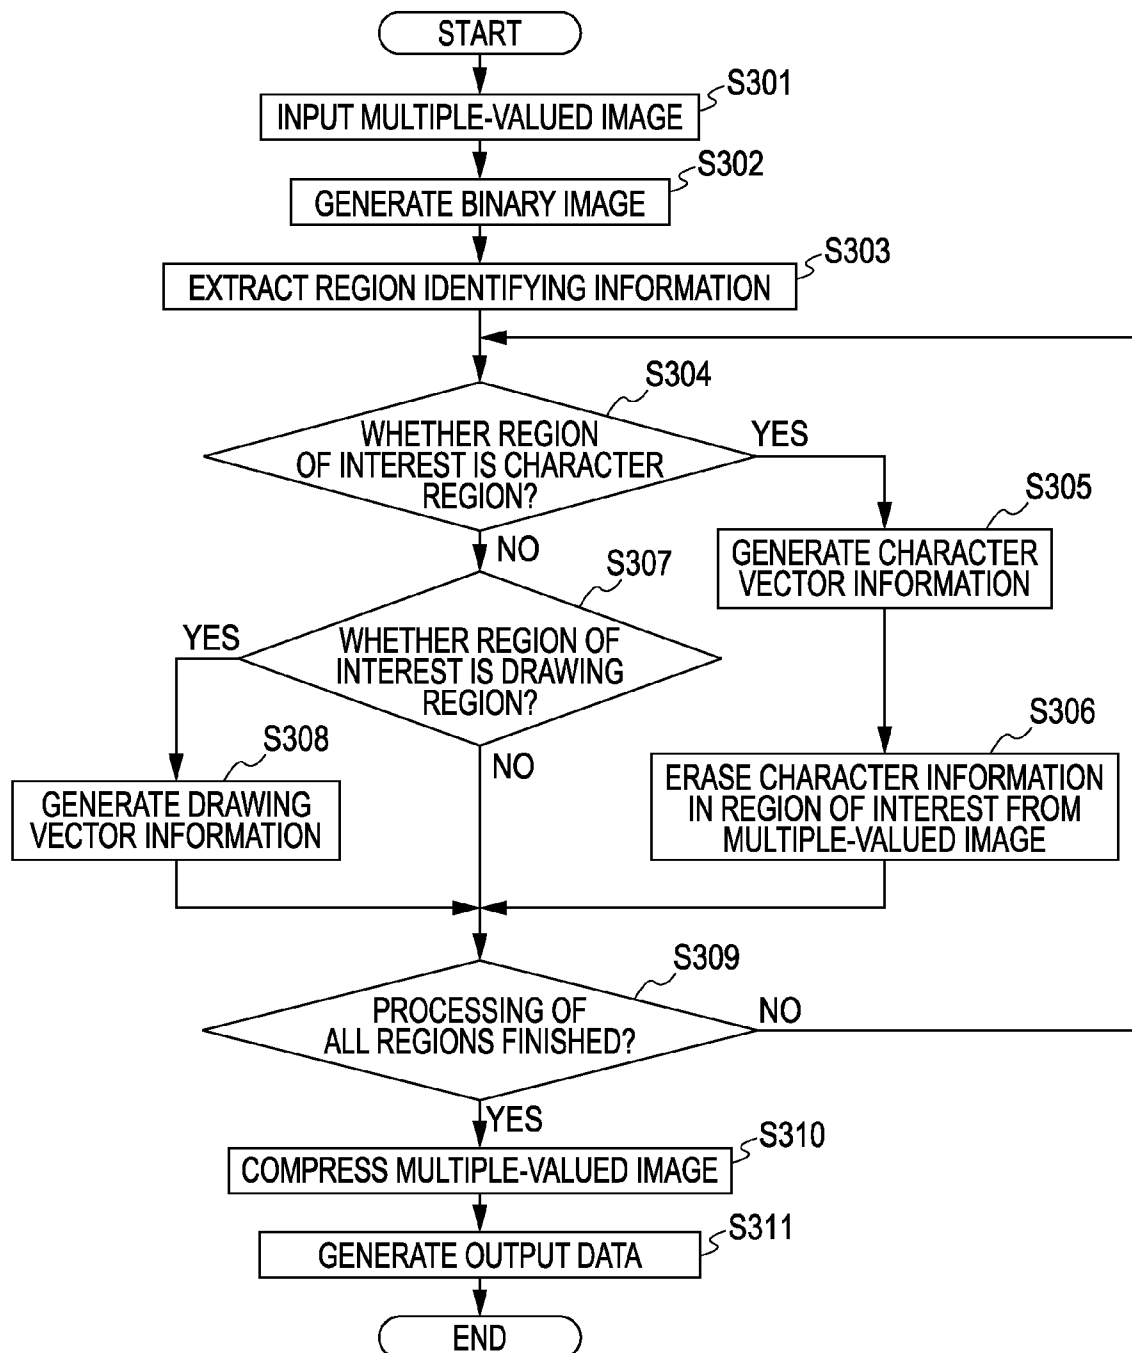 START
S301
INPUT MULTIPLE-VALUED IMAGE
S302
GENERATE BINARY IMAGE
S303
EXTRACT REGION IDENTIFYING INFORMATION
S304
WHETHER REGION
OF INTEREST IS CHARACTER
REGION?
YES
NO
S305
GENERATE CHARACTER
VECTOR INFORMATION
S307
WHETHER REGION OF
INTEREST IS DRAWING
REGION?
YES
NO
S306
ERASE CHARACTER INFORMATION
IN REGION OF INTEREST FROM
MULTIPLE-VALUED IMAGE
S308
GENERATE DRAWING
VECTOR INFORMATION
S309
PROCESSING OF
ALL REGIONS FINISHED?
NO
YES
S310
COMPRESS MULTIPLE-VALUED IMAGE
S311
GENERATE OUTPUT DATA
END